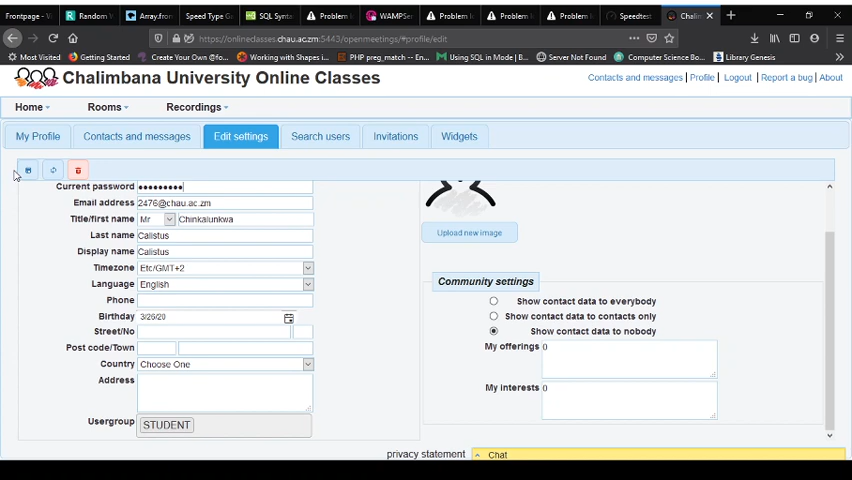 Frontpage - V
Random W
Array.from
Speed Type G
SQL Syntax
Problem l
WAMPSer
Problem In
Problem l
Problem l
Speedtest
Chalim
https://onlineclasses.chau.ac.zm:5443/openmeetings/#profile/edit
Most Visited
Getting Started
Create Your Own @fo...
Working with Shapes i...
PHP preg_match -- En...
Using SQL in Mode | B...
Server Not Found
Computer Science Bo...
Library Genesis
Chalimbana University Online Classes
Contacts and messages | Profile | Logout | Report a bug | About
Home
Rooms
Recordings
My Profile
Contacts and messages
Edit settings
Search users
Invitations
Widgets
Current password •••••••••
Email address 2476@chau.ac.zm
Title/first name Mr Chinkalunkwa
Last name Calistus
Display name Calistus
Timezone Etc/GMT+2
Language English
Phone
Birthday 3/26/20
Street/No
Post code/Town
Country Choose One
Address
Usergroup STUDENT
Upload new image
Community settings
Show contact data to everybody
Show contact data to contacts only
Show contact data to nobody
My offerings 0
My interests 0
privacy statement
Chat